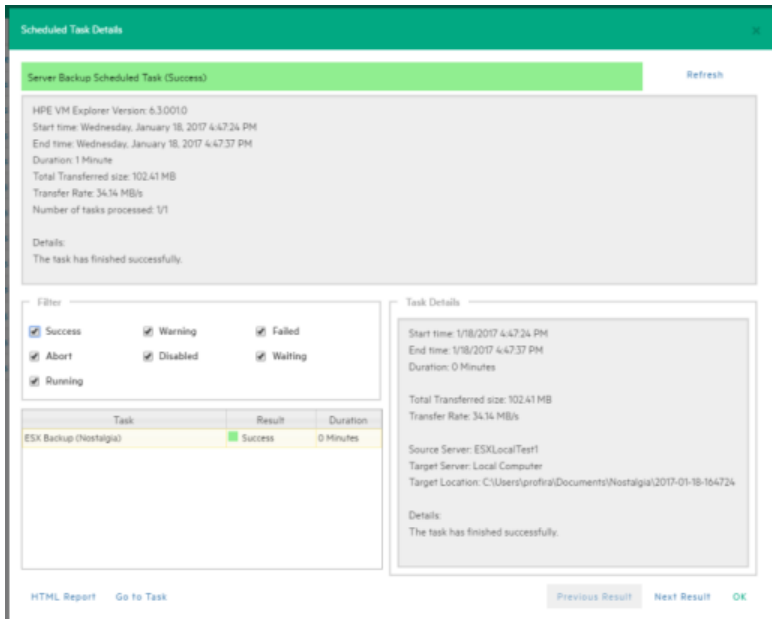 Scheduled Task Details
Server Backup Scheduled Task (Success)
Refresh
HPE VM Explorer Version: 6.3.001.0
Start time: Wednesday, January 18, 2017 4:47:24 PM
End time: Wednesday, January 18, 2017 4:47:37 PM
Duration: 1 Minute
Total Transferred size: 102.41 MB
Transfer Rate: 34.14 MB/s
Number of tasks processed: 1/1
Details:
The task has finished successfully.
Filter
Success Warning Failed
Abort Disabled Waiting
Running
Task Result Duration
ESX Backup (Nostalgia) Success 0 Minutes
Task Details
Start time: 1/18/2017 4:47:24 PM
End time: 1/18/2017 4:47:37 PM
Duration: 0 Minutes
Total Transferred size: 102.41 MB
Transfer Rate: 34.14 MB/s
Source Server: ESXLocalTest1
Target Server: Local Computer
Target Location: C:\Users\profira\Documents\Nostalgia\2017-01-18-164724
Details:
The task has finished successfully.
HTML Report Go to Task Previous Result Next Result OK